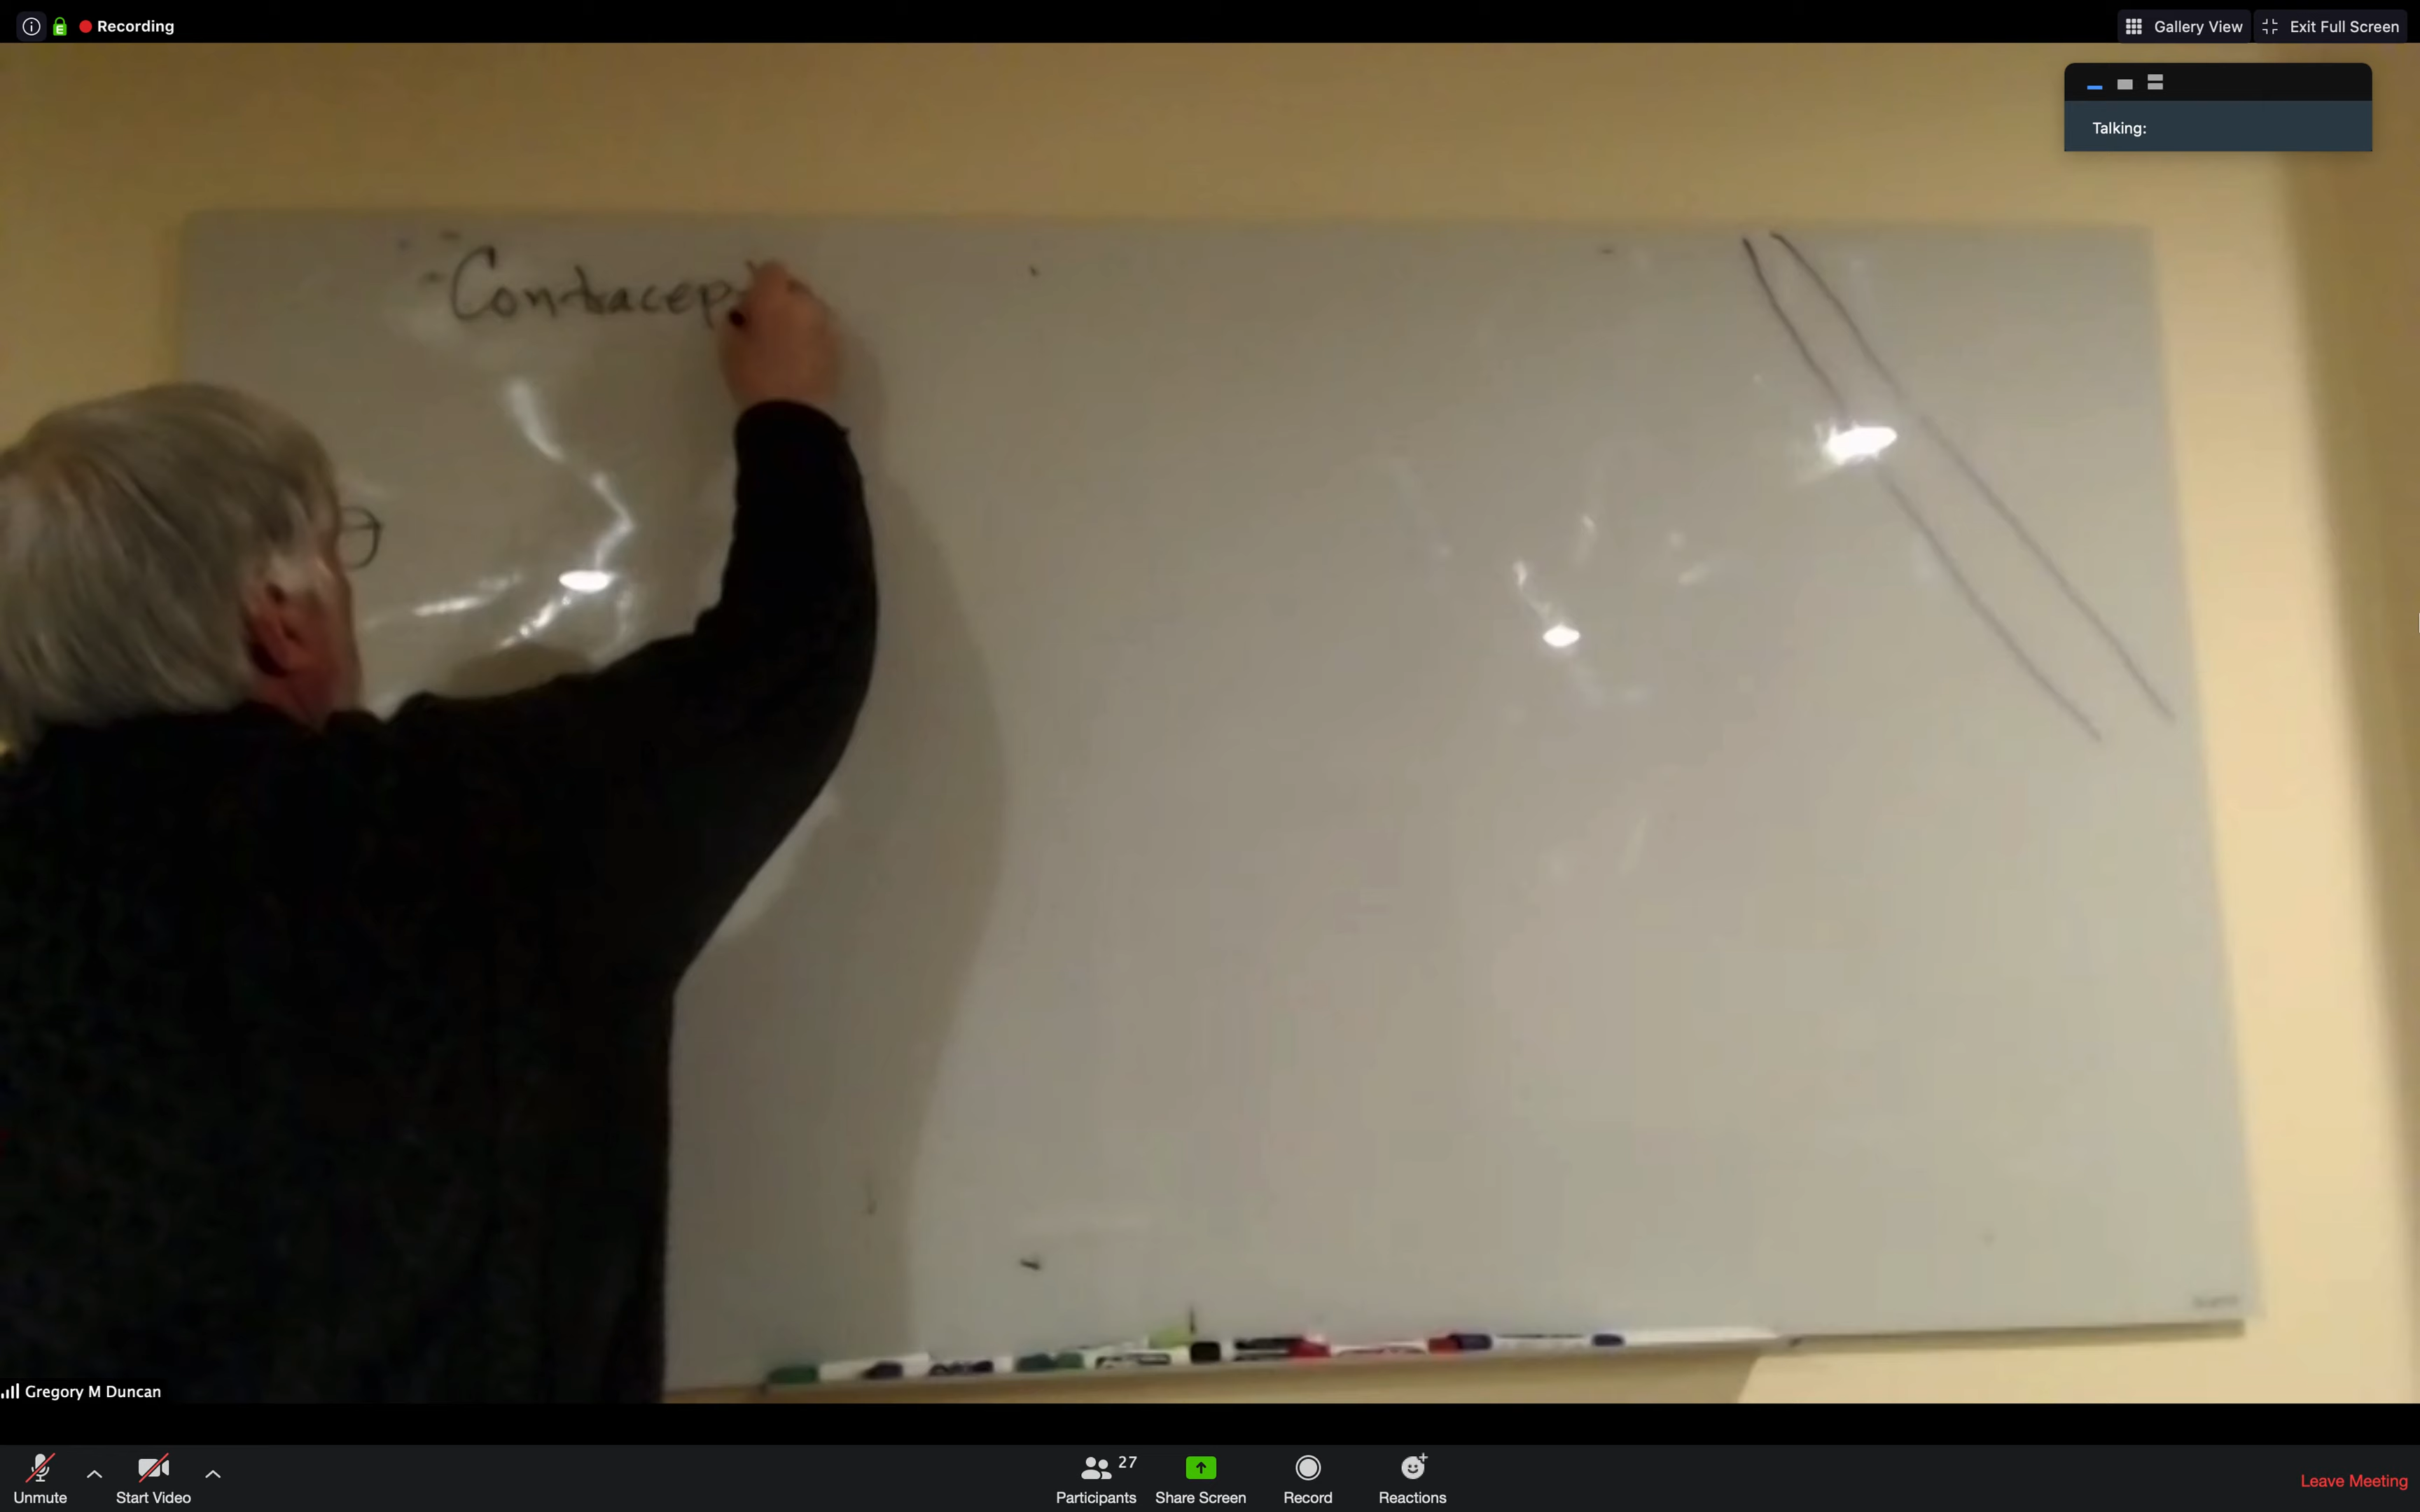 Recording
Gallery View
Exit Full Screen
Talking:
Contracep
Gregory M Duncan
Unmute
Start Video
Participants 27
Share Screen
Record
Reactions
Leave Meeting